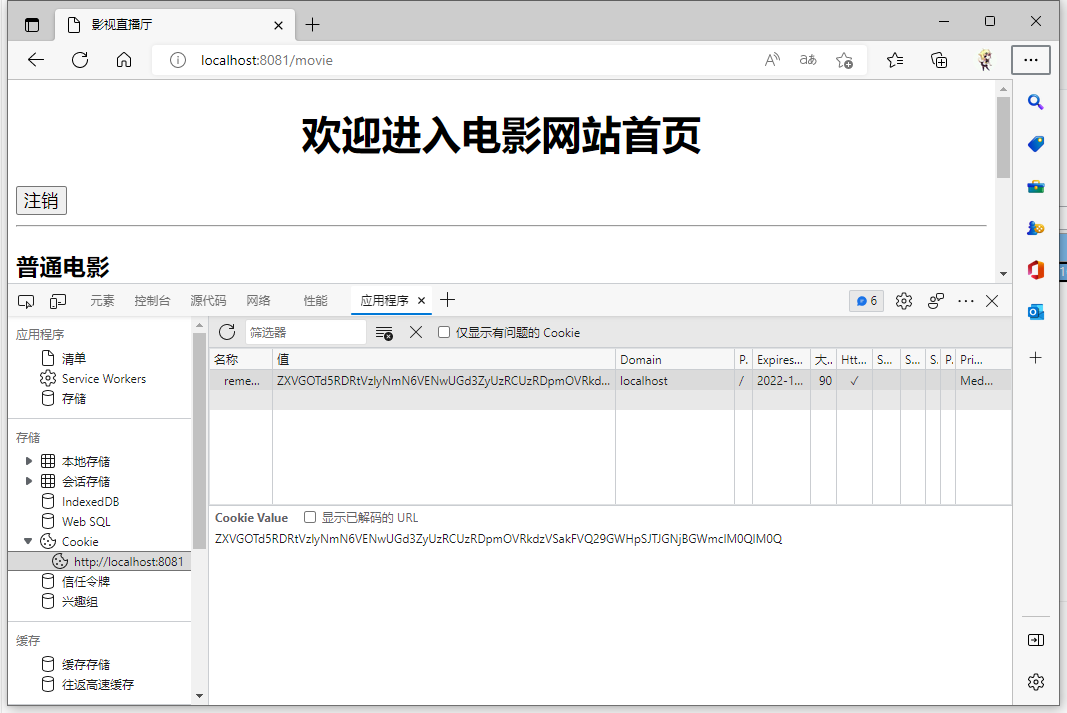 影视直播厅
localhost:8081/movie
欢迎进入电影网站首页
注销
普通电影
元素 控制台 源代码 网络 性能 应用程序 6
应用程序
清单
Service Workers
存储
存储
本地存储
会话存储
IndexedDB
Web SQL
Cookie
http://localhost:8081
信任令牌
兴趣组
缓存
缓存存储
往返高速缓存
筛选器 仅显示有问题的 Cookie
名称 值 Domain P. Expires... 大.. Htt... S... S... S. P. Pri...
reme... localhost / 2022-1... 90 ✓ Med...
Cookie Value 显示已解码的 URL